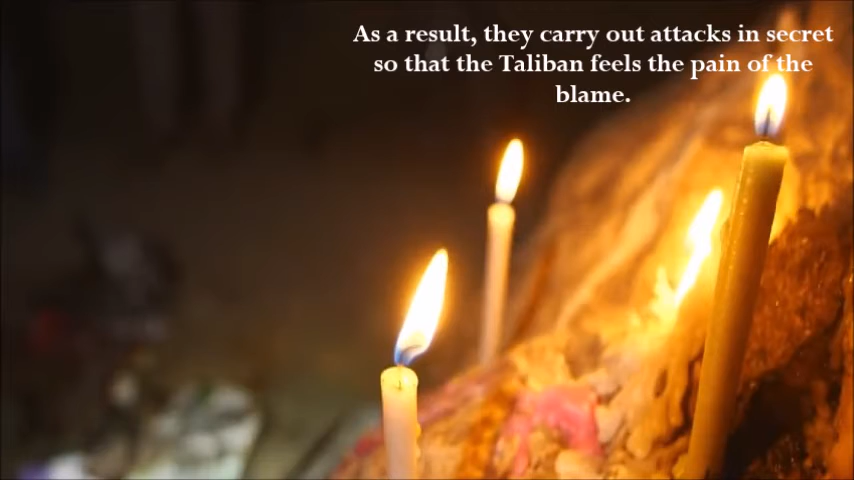 As a result, they carry out attacks in secret
so that the Taliban feels the pain of the
blame.